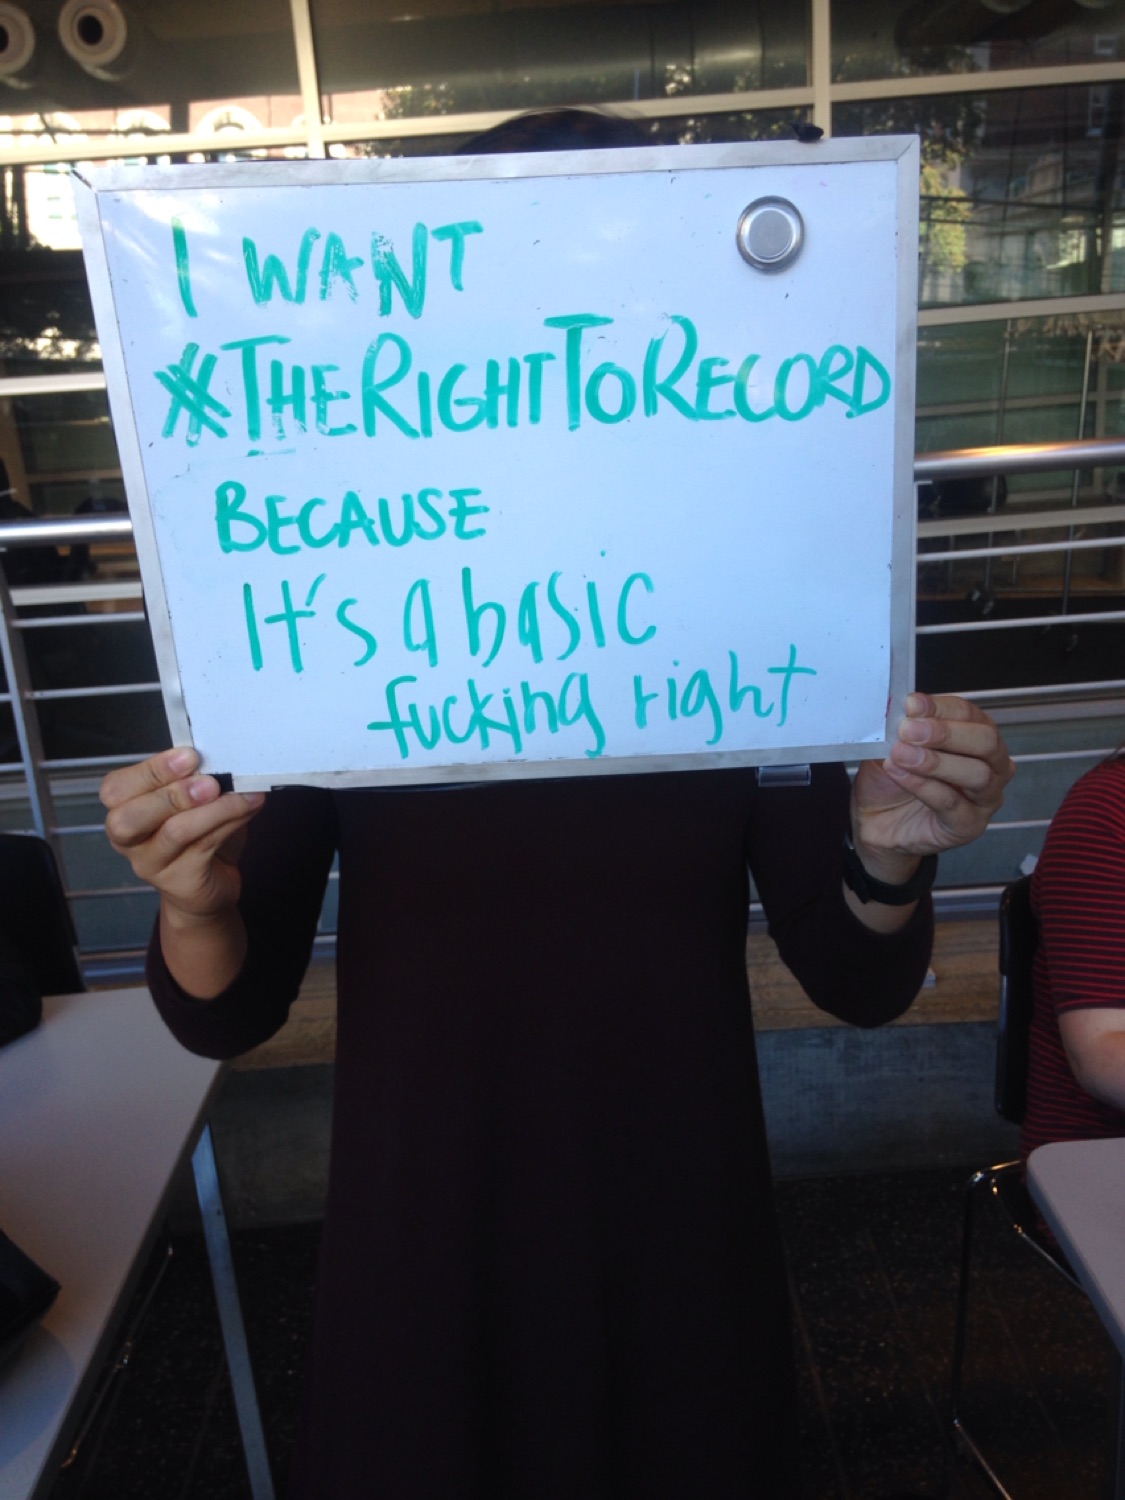 I WANT
#THERIGHTTORECORD
BECAUSE
It's a basic
fucking right